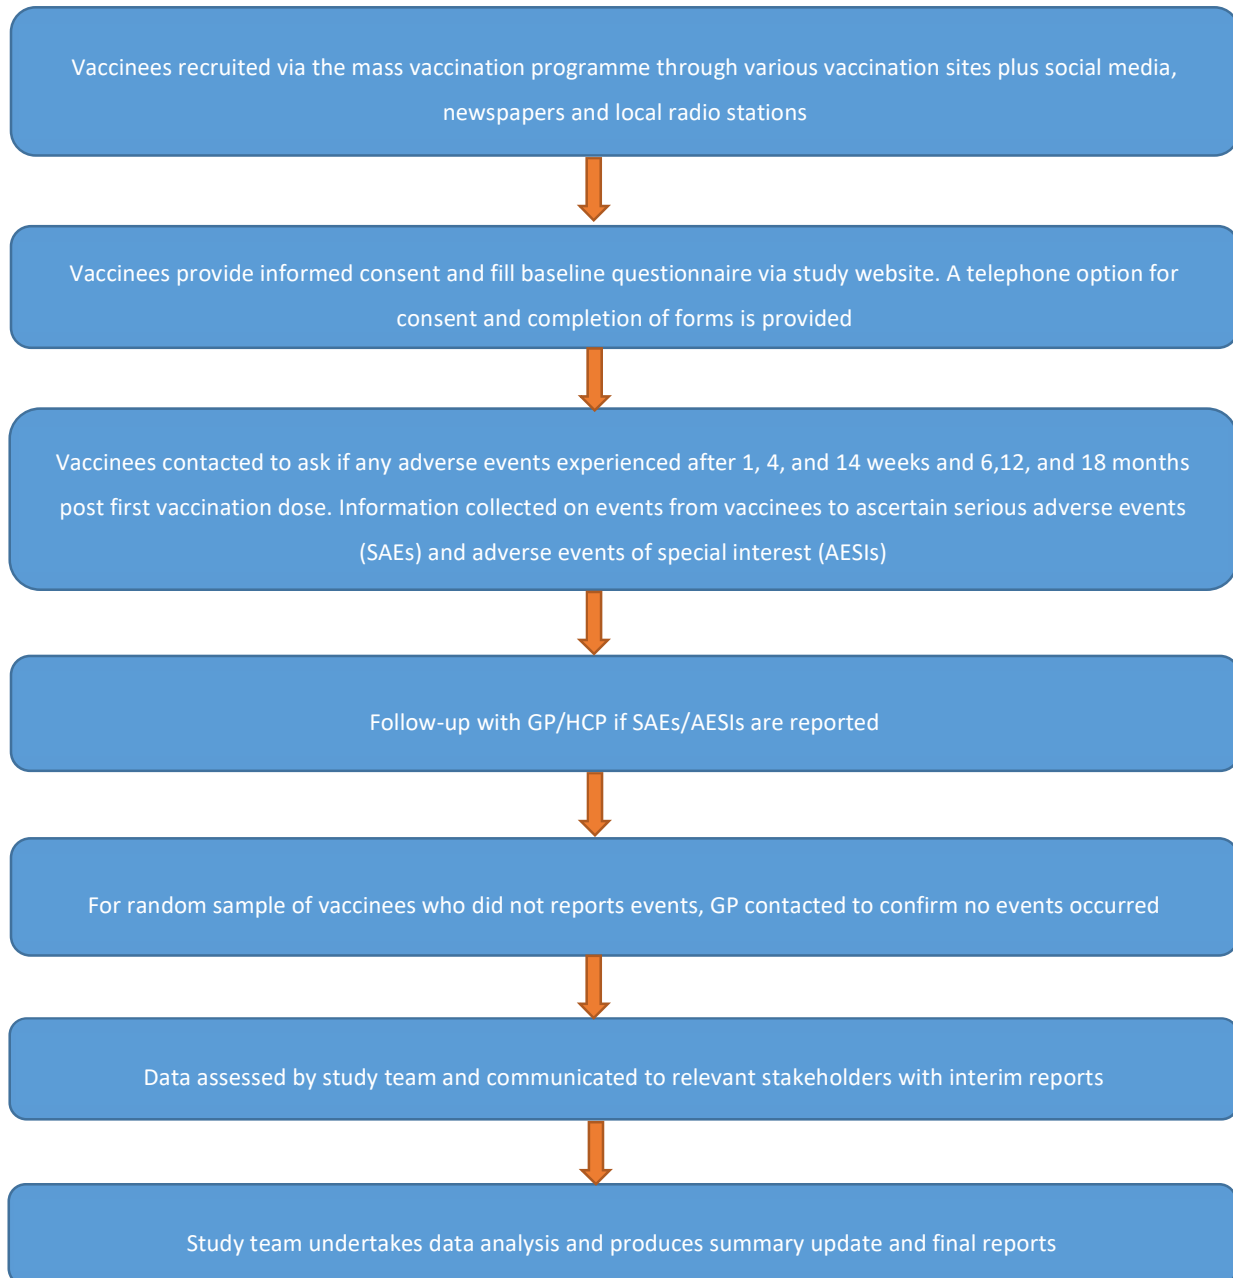 Vaccinees recruited via the mass vaccination programme through various vaccination sites plus social media,
newspapers and local radio stations
Vaccinees provide informed consent and fill baseline questionnaire via study website. A telephone option for
consent and completion of forms is provided
Vaccinees contacted to ask if any adverse events experienced after 1, 4, and 14 weeks and 6,12, and 18 months
post first vaccination dose. Information collected on events from vaccinees to ascertain serious adverse events
(SAEs) and adverse events of special interest (AESIs)
Follow-up with GP/HCP if SAEs/AESIs are reported
For random sample of vaccinees who did not reports events, GP contacted to confirm no events occurred
Data assessed by study team and communicated to relevant stakeholders with interim reports
Study team undertakes data analysis and produces summary update and final reports